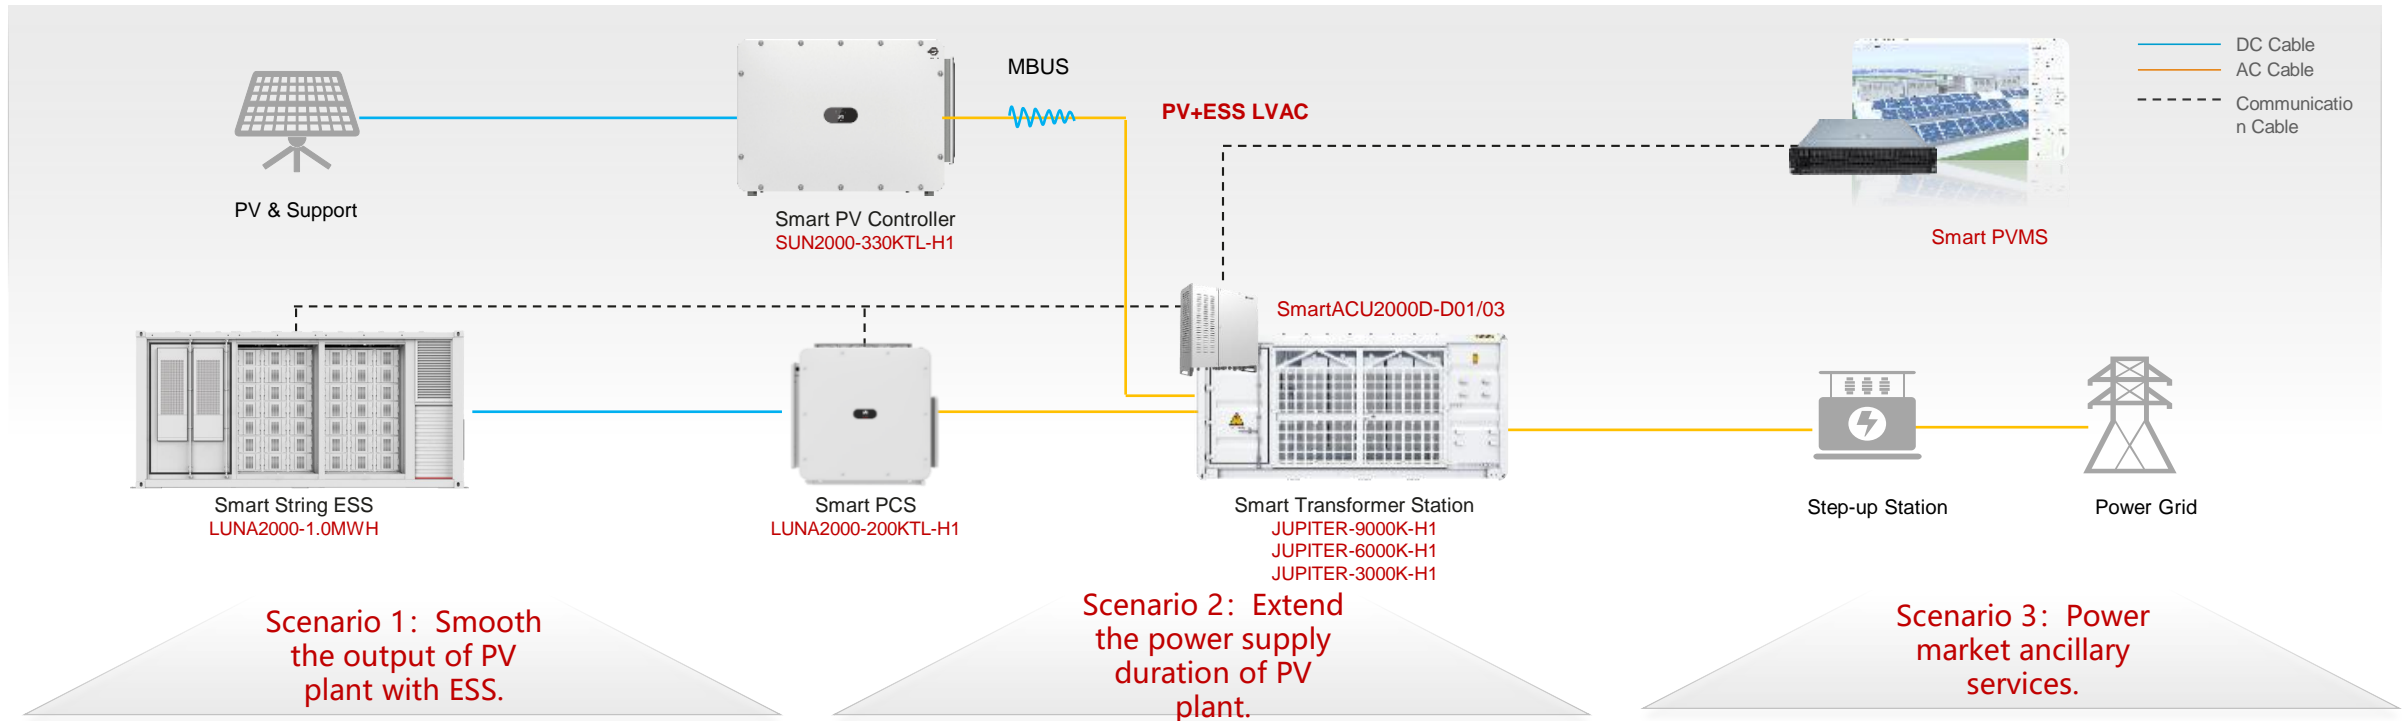 MBUS
DC Cable
AC Cable
Communicatio
n Cable
PV+ESS LVAC
PV & Support
Smart PV Controller
SUN2000-330KTL-H1
Smart PVMS
SmartACU2000D-D01/03
Smart String ESS
LUNA2000-1.0MWH
Smart PCS
LUNA2000-200KTL-H1
Smart Transformer Station
JUPITER-9000K-H1
JUPITER-6000K-H1
JUPITER-3000K-H1
Step-up Station
Power Grid
Scenario 1：Smooth
the output of PV
plant with ESS.
Scenario 2：Extend
the power supply
duration of PV
plant.
Scenario 3：Power
market ancillary
services.